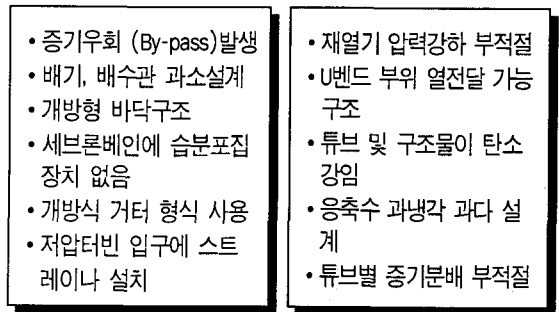 • 증기우회 (By-pass)발생
• 배기, 배수관 과소설계
• 개방형 바닥구조
• 세브론베인에 습분포집
장치 없음
• 개방식 거터 형식 사용
• 저압터빈 입구에 스트
레이나 설치
• 재열기 압력강하 부적절
• U벤드 부위 열전달 가능
구조
• 튜브 및 구조물이 탄소
강임
• 응축수 과냉각 과다 설
계
• 튜브별 증기분배 부적절